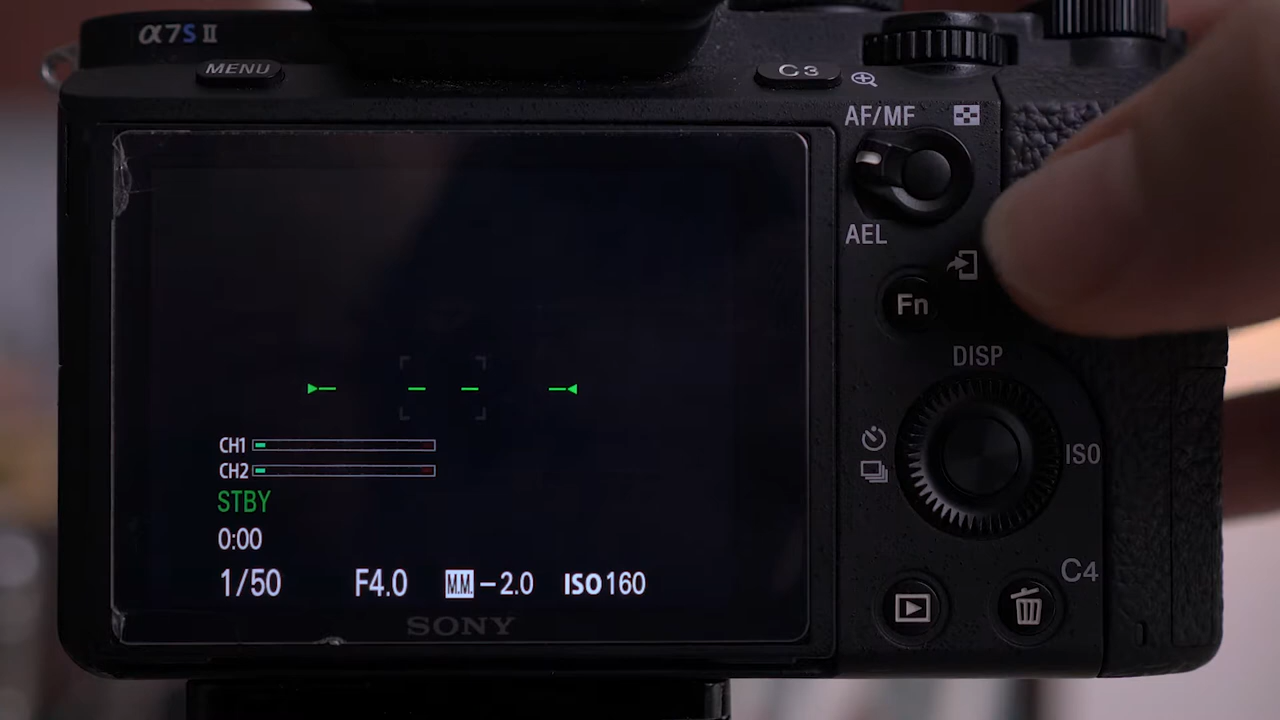 α7S II
MENU
C3
AF/MF
AEL
Fn
DISP
ISO
CH1
CH2
STBY
0:00
1/50 F4.0 M.M. −2.0 ISO 160
C4
SONY